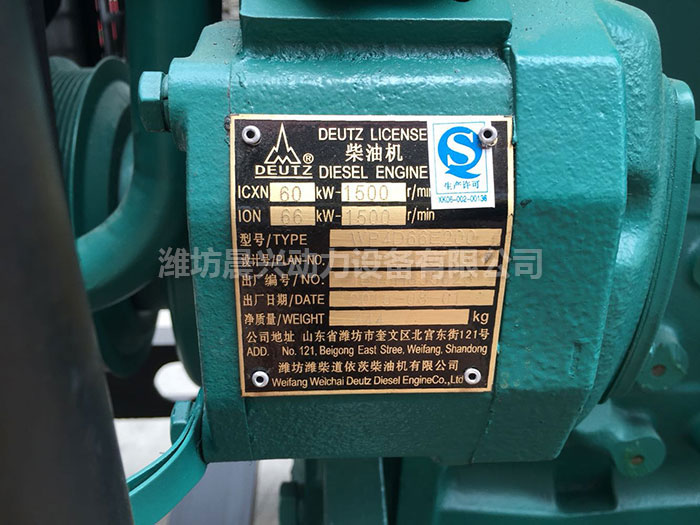 DEUTZ LICENSE
柴油机
DEUTZ®
DIESEL ENGINE
ICXN 60 kW-1500 r/min
ION 66 kW-1500 r/min
型号/TYPE
设计号/PLAN-NO.
出厂编号/NO.
出厂日期/DATE
净质量/WEIGHT kg
公司地址 山东省潍坊市奎文区北宫东街121号
ADD. No.121, Beigong East Stree, Weifang, Shandong
潍坊潍柴道依茨柴油机有限公司
Weifang Weichai Deutz Diesel EngineCo.,Ltd
生产许可
XK06-002-00136
潍坊晨兴动力设备有限公司